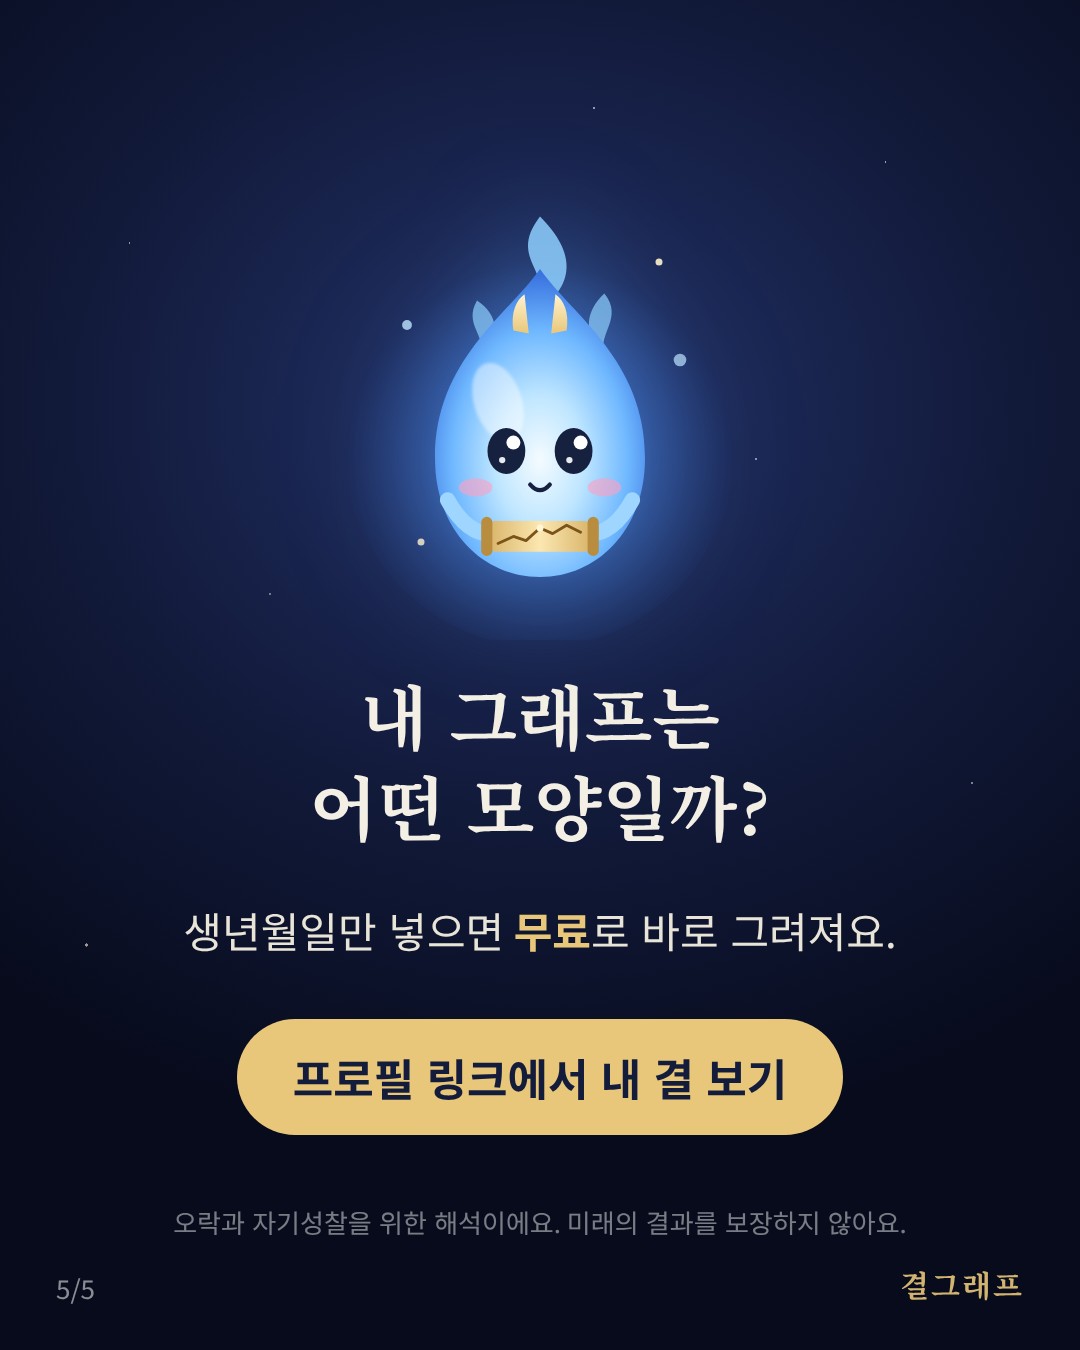 내 그래프는
어떤 모양일까?
생년월일만 넣으면 무료로 바로 그려져요.
프로필 링크에서 내 결 보기
오락과 자기성찰을 위한 해석이에요. 미래의 결과를 보장하지 않아요.
5/5
결그래프